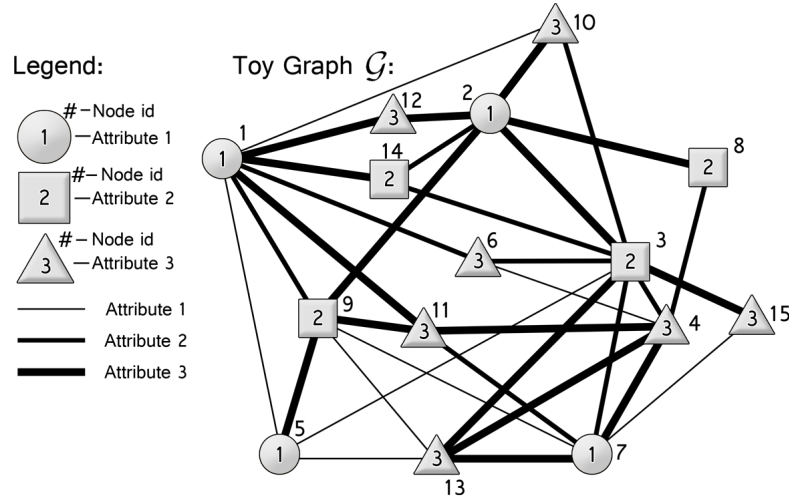 Legend:
#–Node id
1 –Attribute 1
#–Node id
2 –Attribute 2
#–Node id
3 –Attribute 3
Attribute 1
Attribute 2
Attribute 3
Toy Graph 𝒢:
3 10
12
3
2
1
1
1
14
2
8
2
6
3
3
2
9
2
11
3
4
3
15
3
5
1
13
3
7
1